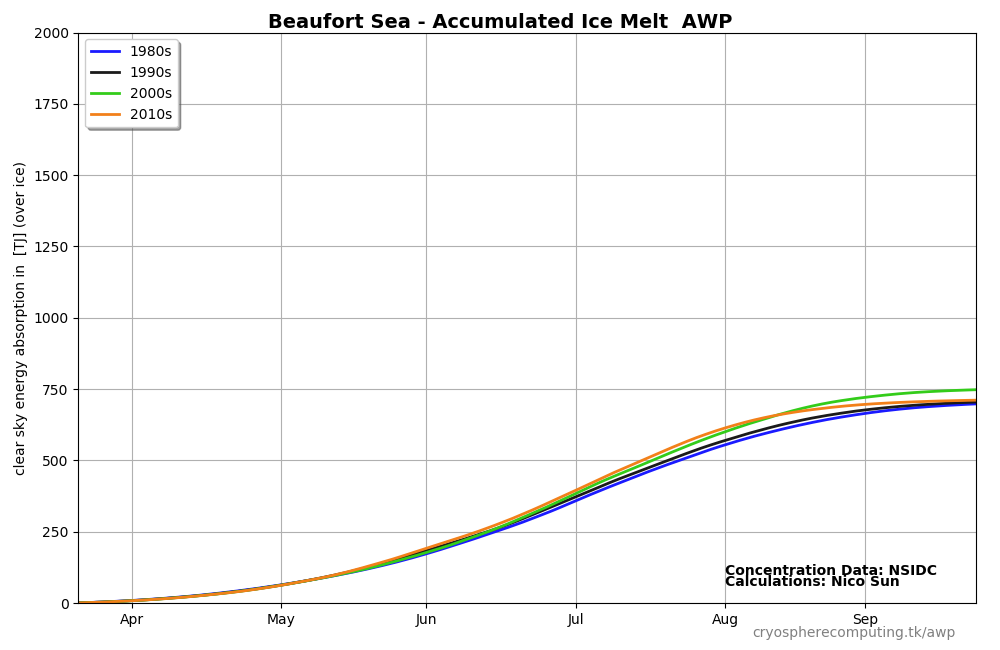 Beaufort Sea - Accumulated Ice Melt  AWP
2000
1750
1500
1250
1000
750
500
250
0
clear sky energy absorption in  [TJ] (over ice)
1980s
1990s
2000s
2010s
Concentration Data: NSIDC
Calculations: Nico Sun
Apr
May
Jun
Jul
Aug
Sep
cryospherecomputing.tk/awp